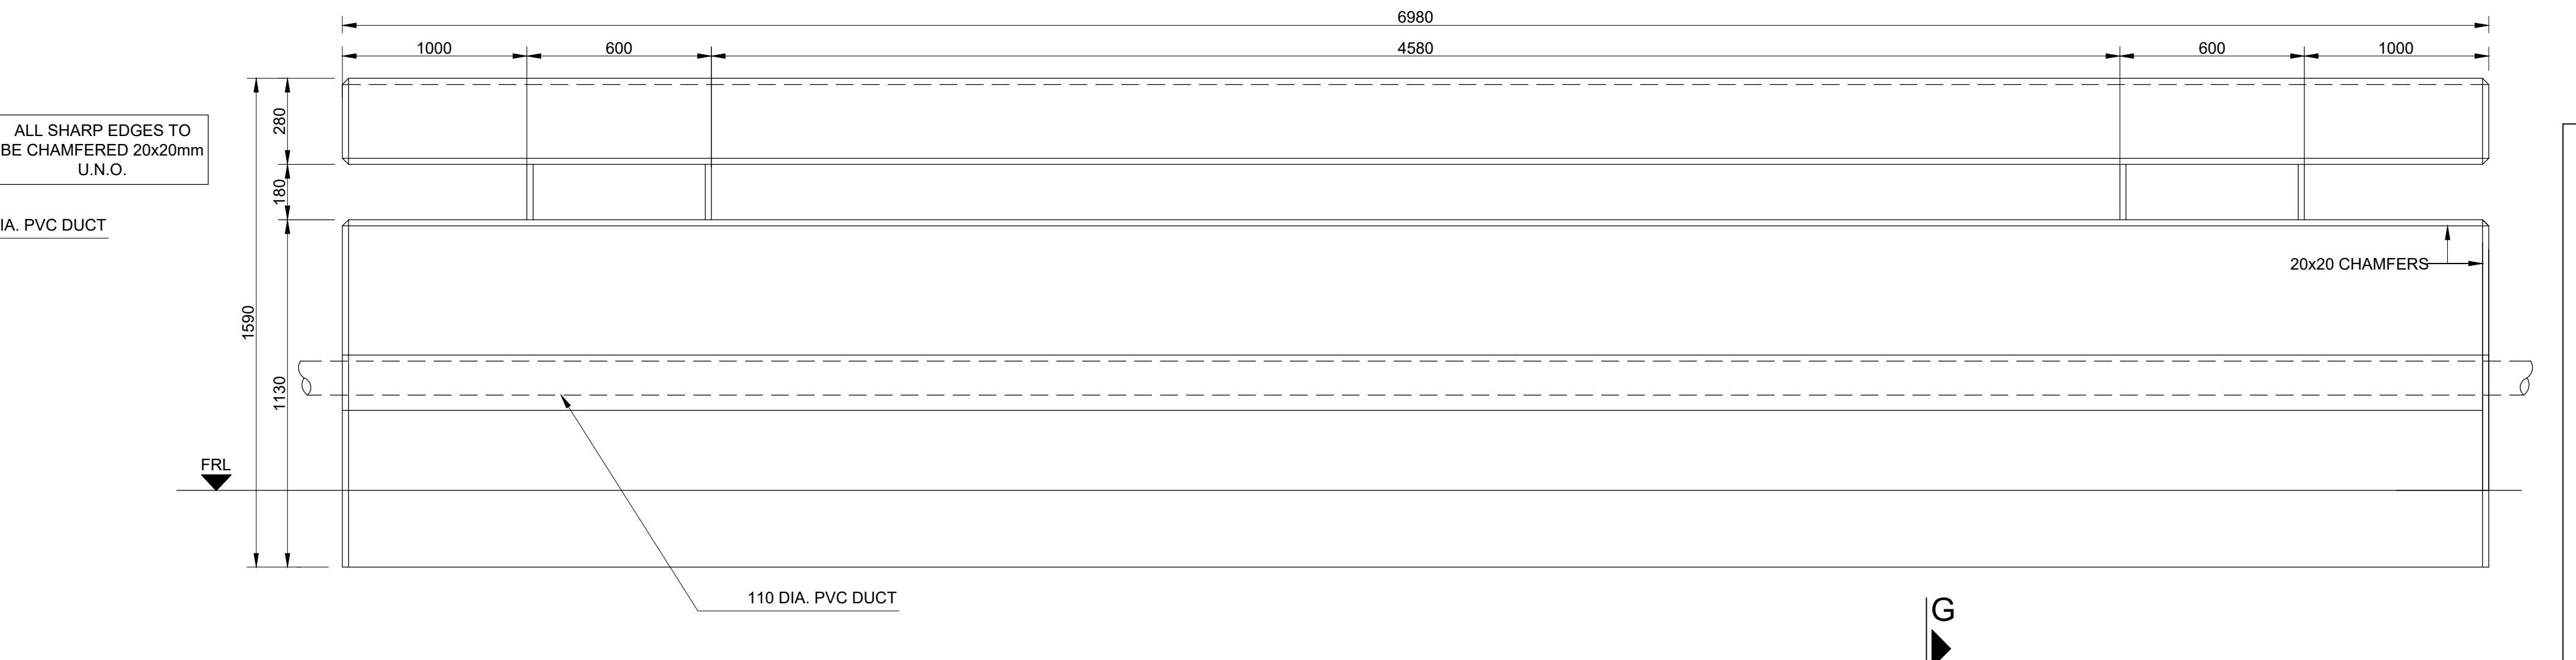 6980
1000
600
4580
600
1000
280
ALL SHARP EDGES TO
BE CHAMFERED 20x20mm
U.N.O.
180
IA. PVC DUCT
20x20 CHAMFERS
1590
1130
FRL
110 DIA. PVC DUCT
G